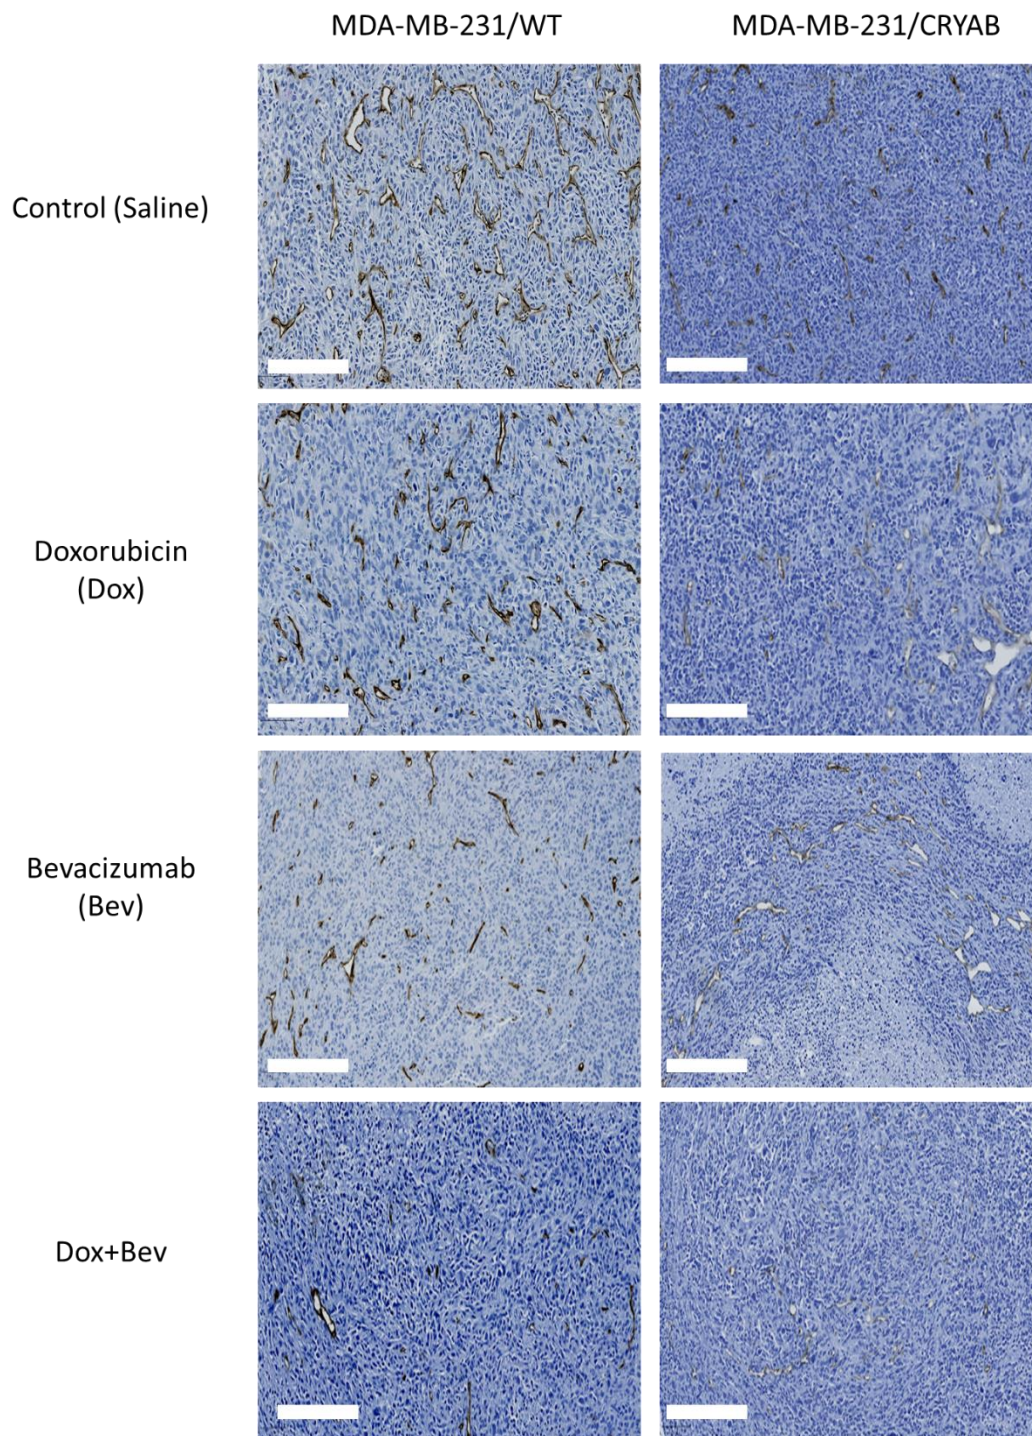 MDA-MB-231/WT
MDA-MB-231/CRYAB
Control (Saline)
Doxorubicin
(Dox)
Bevacizumab
(Bev)
Dox+Bev